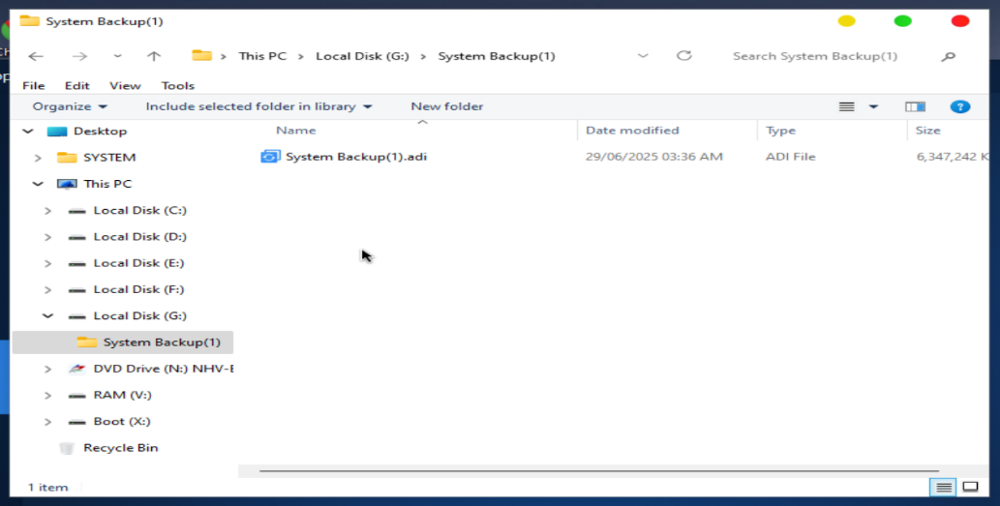 System Backup(1)
This PC > Local Disk (G:) > System Backup(1)
Search System Backup(1)
File Edit View Tools
Organize Include selected folder in library New folder
Name Date modified Type Size
System Backup(1).adi 29/06/2025 03:36 AM ADI File 6,347,242 K
Desktop
SYSTEM
This PC
Local Disk (C:)
Local Disk (D:)
Local Disk (E:)
Local Disk (F:)
Local Disk (G:)
System Backup(1)
DVD Drive (N:) NHV-E
RAM (V:)
Boot (X:)
Recycle Bin
1 item